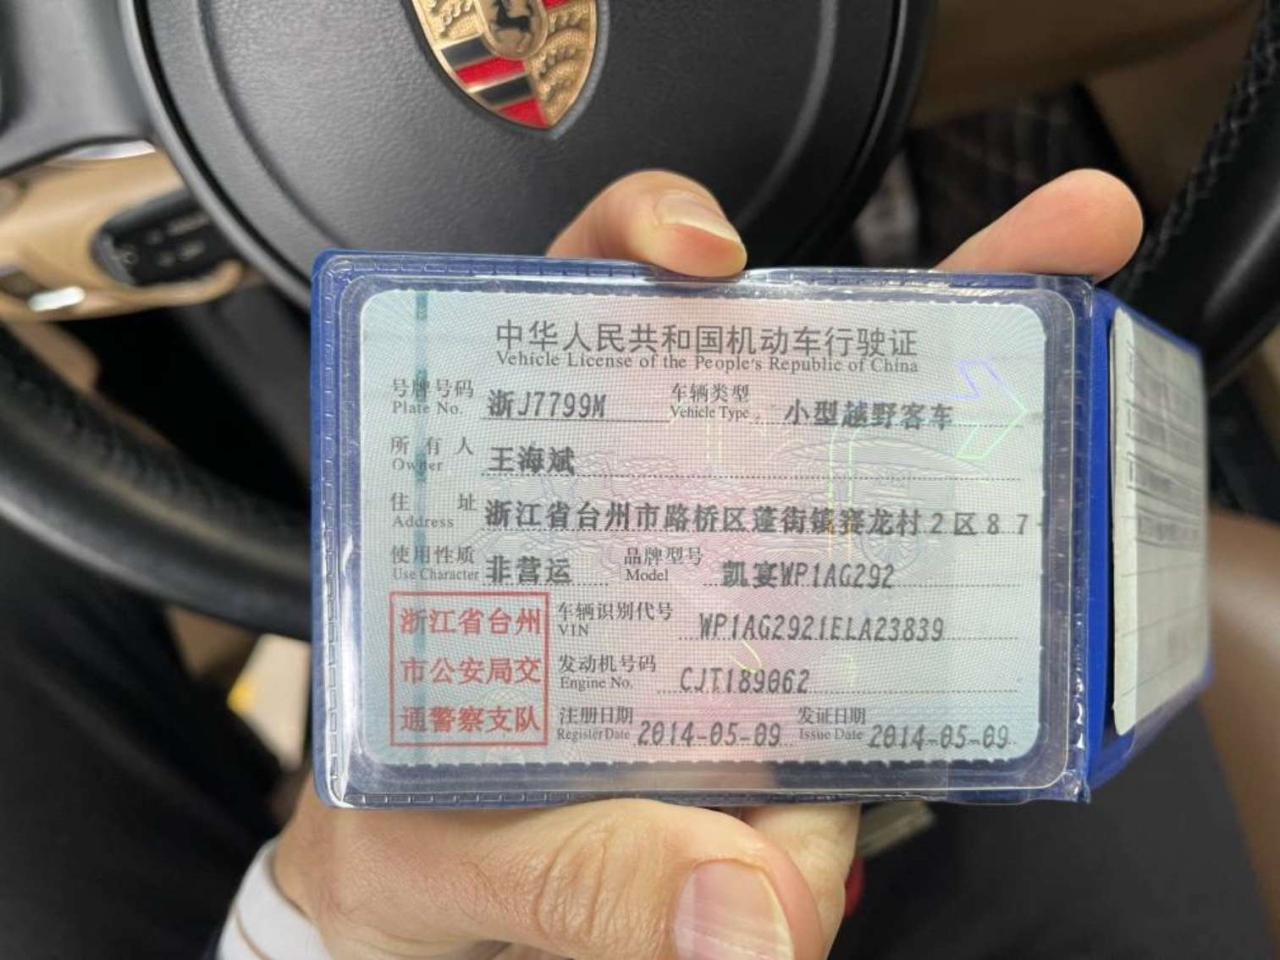 中华人民共和国机动车行驶证
Vehicle License of the People's Republic of China
号牌号码 浙J7799M 车辆类型 小型越野客车
Plate No. Vehicle Type
所有人 王海斌
Owner
住址 浙江省台州市路桥区蓬街镇赛龙村2区87-
Address
使用性质 非营运 品牌型号 凯宴WP1AG292
Use Character Model
浙江省台州
市公安局交
通警察支队
车辆识别代号 WP1AG2921ELA23839
VIN
发动机号码 CJT189062
Engine No.
注册日期 2014-05-09 发证日期 2014-05-09
Register Date Issue Date